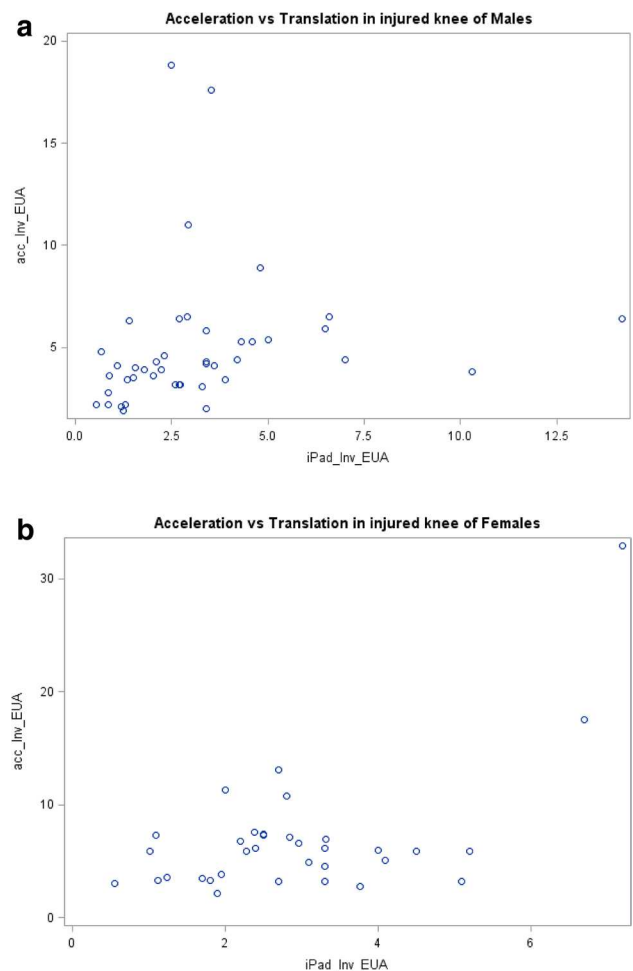 a
Acceleration vs Translation in injured knee of Males
20
15
10
5
acc_Inv_EUA
0.0 2.5 5.0 7.5 10.0 12.5
iPad_Inv_EUA
b
Acceleration vs Translation in injured knee of Females
30
20
10
0
acc_Inv_EUA
0 2 4 6
iPad_Inv_EUA